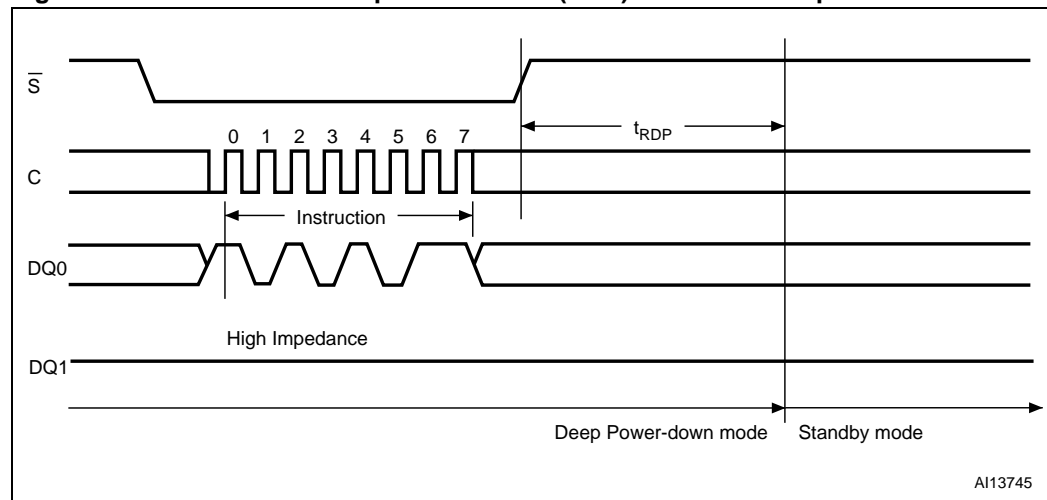 S
tRDP
0 1 2 3 4 5 6 7
C
Instruction
DQ0
High Impedance
DQ1
Deep Power-down mode Standby mode
AI13745